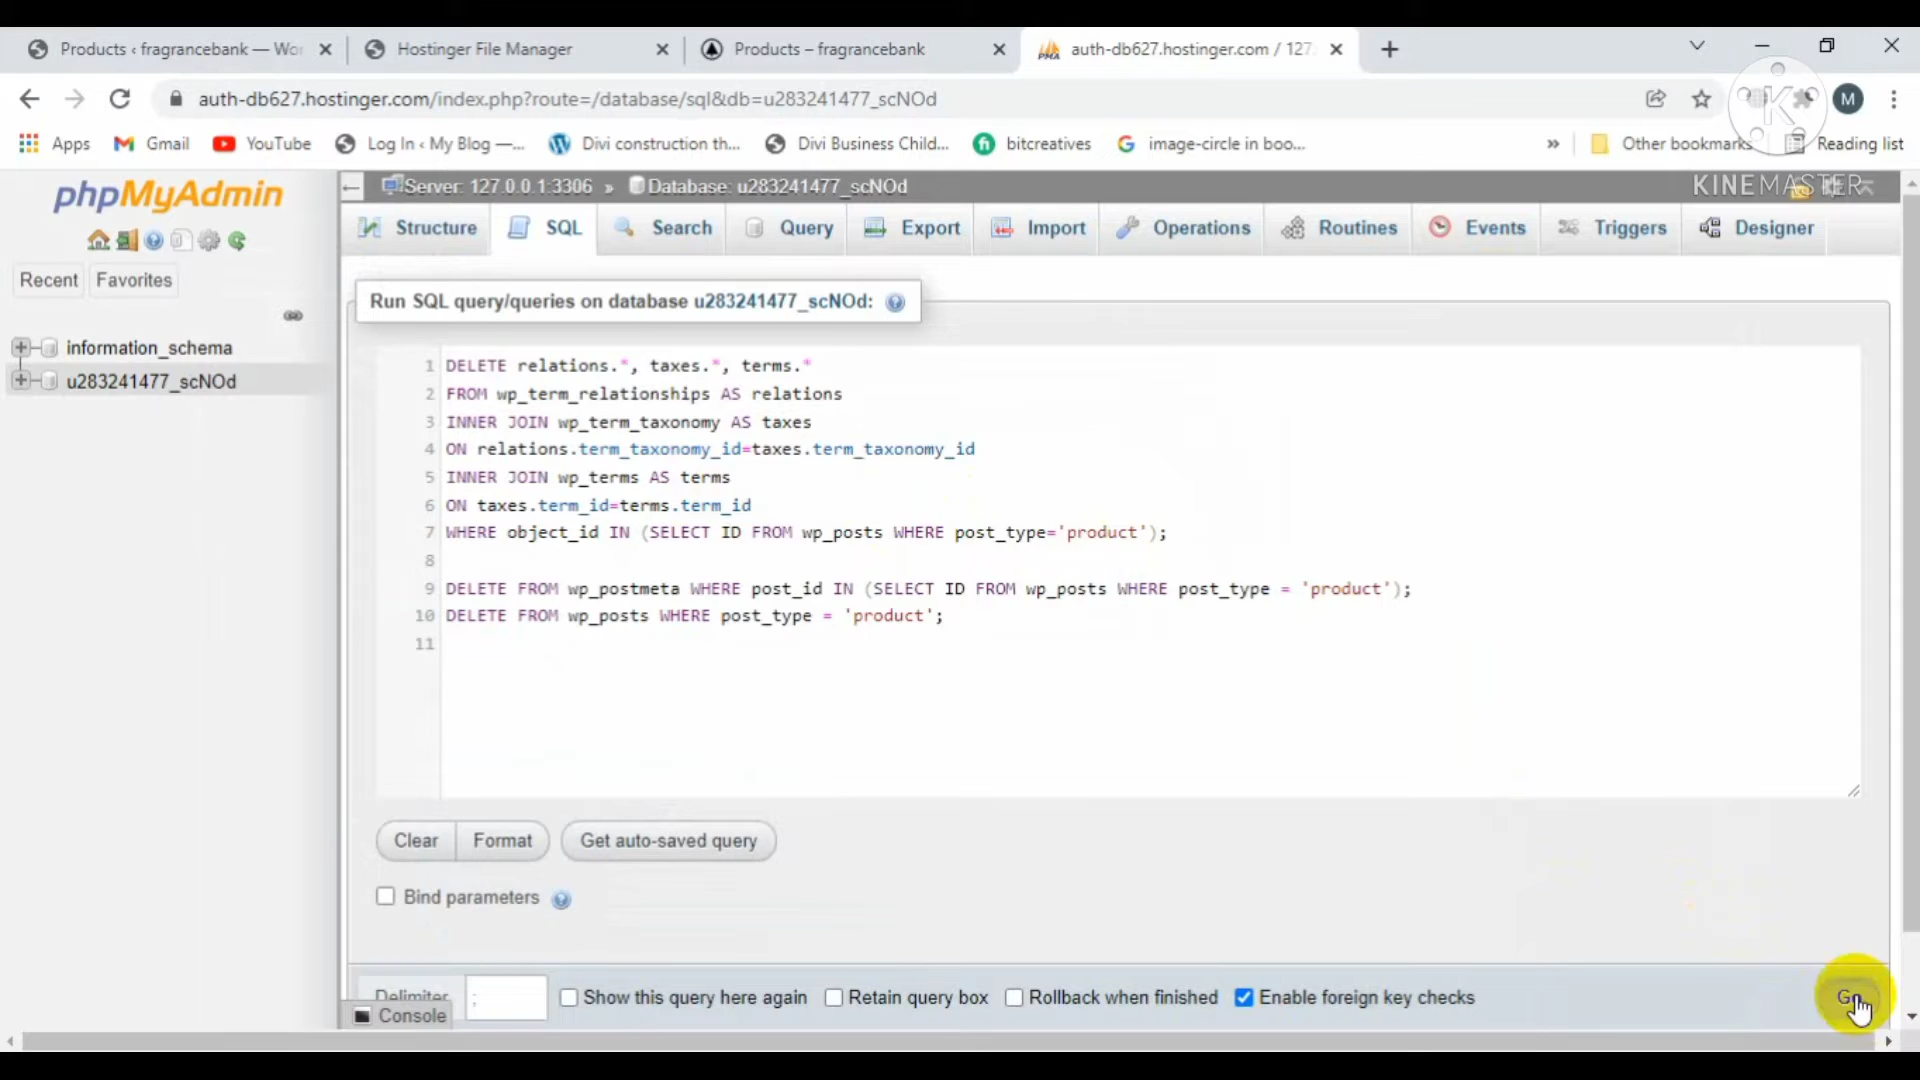 Products ‹ fragrancebank — Wor
Hostinger File Manager
Products – fragrancebank
auth-db627.hostinger.com / 127.
auth-db627.hostinger.com/index.php?route=/database/sql&db=u283241477_scNOd
M
Apps
Gmail
YouTube
Log In ‹ My Blog —...
Divi construction th...
Divi Business Child...
bitcreatives
image-circle in boo...
»
Other bookmarks
Reading list
K
KINEMASTER
phpMyAdmin
Server: 127.0.0.1:3306 » Database: u283241477_scNOd
Structure
SQL
Search
Query
Export
Import
Operations
Routines
Events
Triggers
Designer
Recent
Favorites
information_schema
u283241477_scNOd
Run SQL query/queries on database u283241477_scNOd:
1 DELETE relations.*, taxes.*, terms.*
2 FROM wp_term_relationships AS relations
3 INNER JOIN wp_term_taxonomy AS taxes
4 ON relations.term_taxonomy_id=taxes.term_taxonomy_id
5 INNER JOIN wp_terms AS terms
6 ON taxes.term_id=terms.term_id
7 WHERE object_id IN (SELECT ID FROM wp_posts WHERE post_type='product');
8
9 DELETE FROM wp_postmeta WHERE post_id IN (SELECT ID FROM wp_posts WHERE post_type = 'product');
10 DELETE FROM wp_posts WHERE post_type = 'product';
11
Clear
Format
Get auto-saved query
Bind parameters
Delimiter
;
Show this query here again
Retain query box
Rollback when finished
Enable foreign key checks
Go
Console